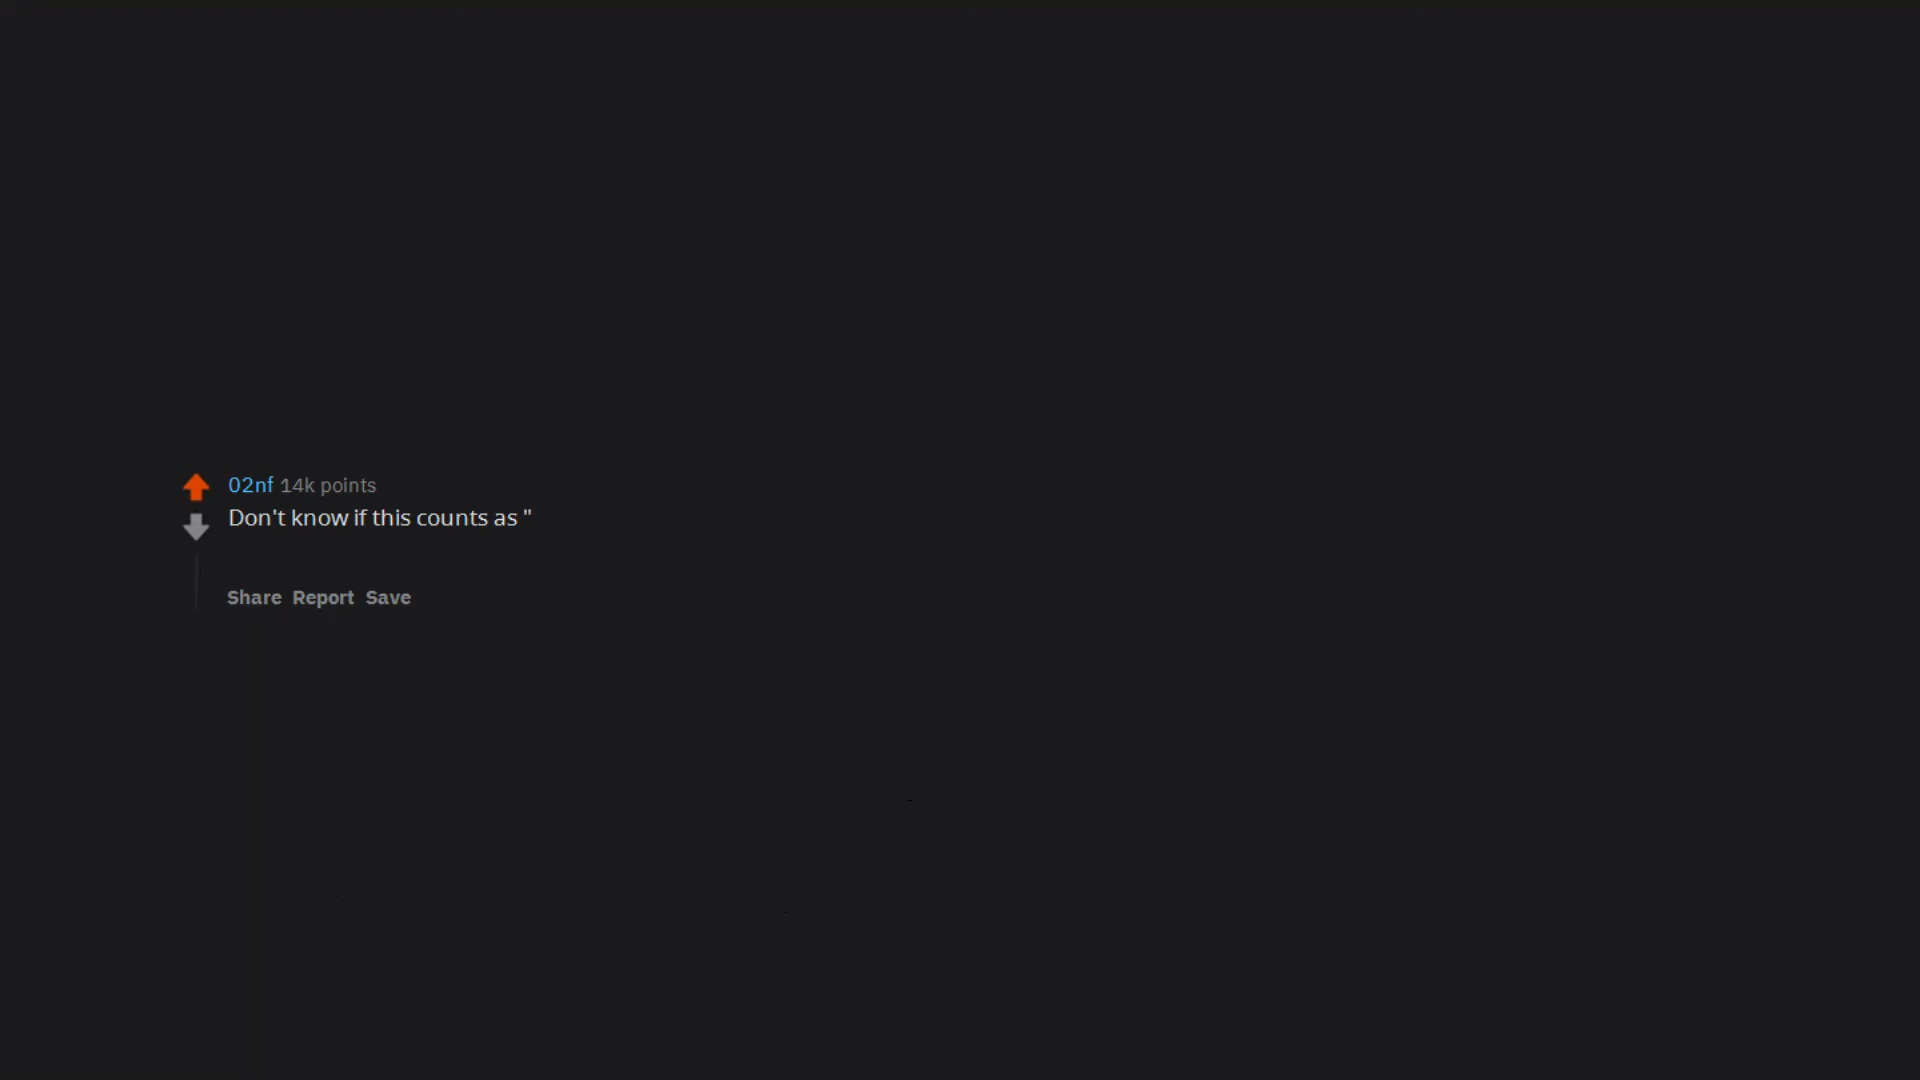 02nf 14k points
Don't know if this counts as "
Share Report Save